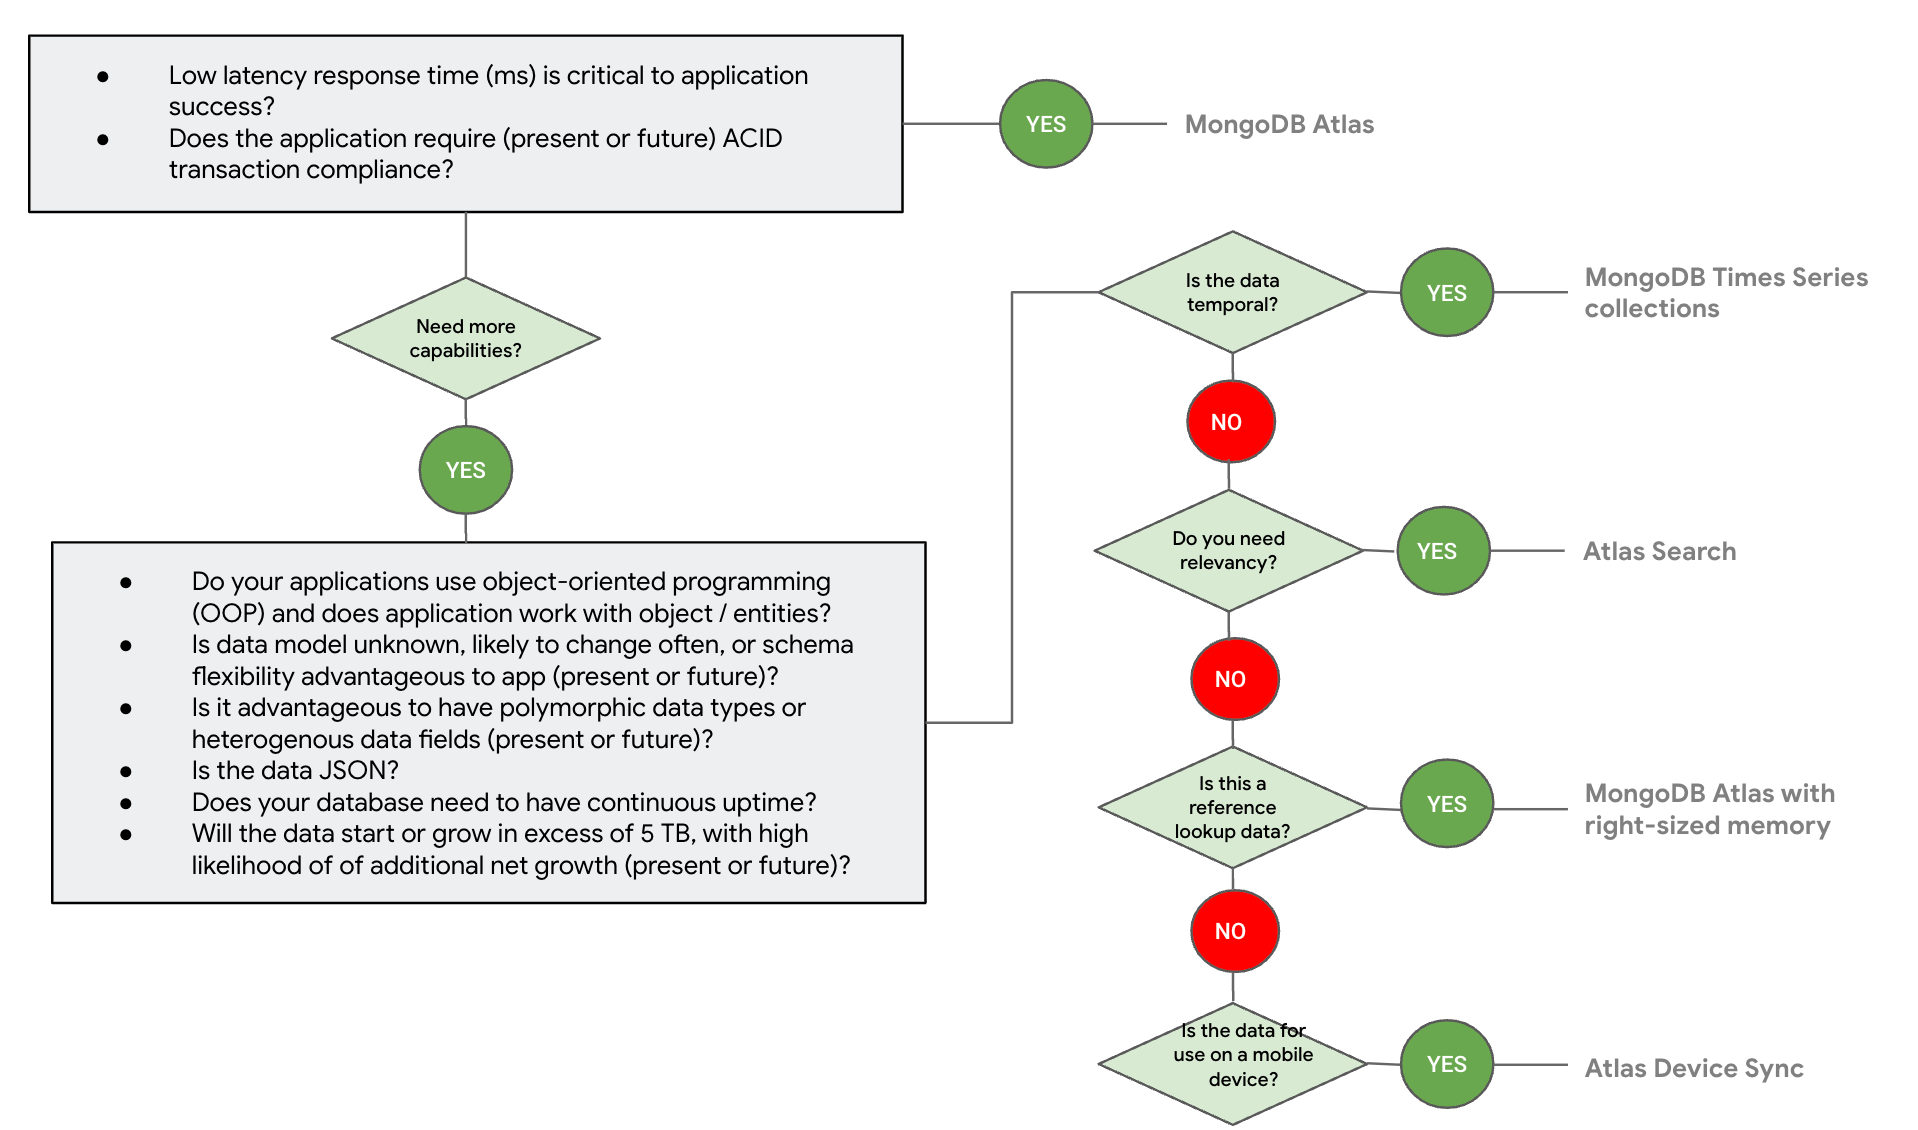 ● Low latency response time (ms) is critical to application
success?
● Does the application require (present or future) ACID
transaction compliance?
YES
MongoDB Atlas
Need more
capabilities?
YES
● Do your applications use object-oriented programming
(OOP) and does application work with object / entities?
● Is data model unknown, likely to change often, or schema
flexibility advantageous to app (present or future)?
● Is it advantageous to have polymorphic data types or
heterogenous data fields (present or future)?
● Is the data JSON?
● Does your database need to have continuous uptime?
● Will the data start or grow in excess of 5 TB, with high
likelihood of of additional net growth (present or future)?
Is the data
temporal?
YES
MongoDB Times Series
collections
NO
Do you need
relevancy?
YES
Atlas Search
NO
Is this a
reference
lookup data?
YES
MongoDB Atlas with
right-sized memory
NO
Is the data for
use on a mobile
device?
YES
Atlas Device Sync